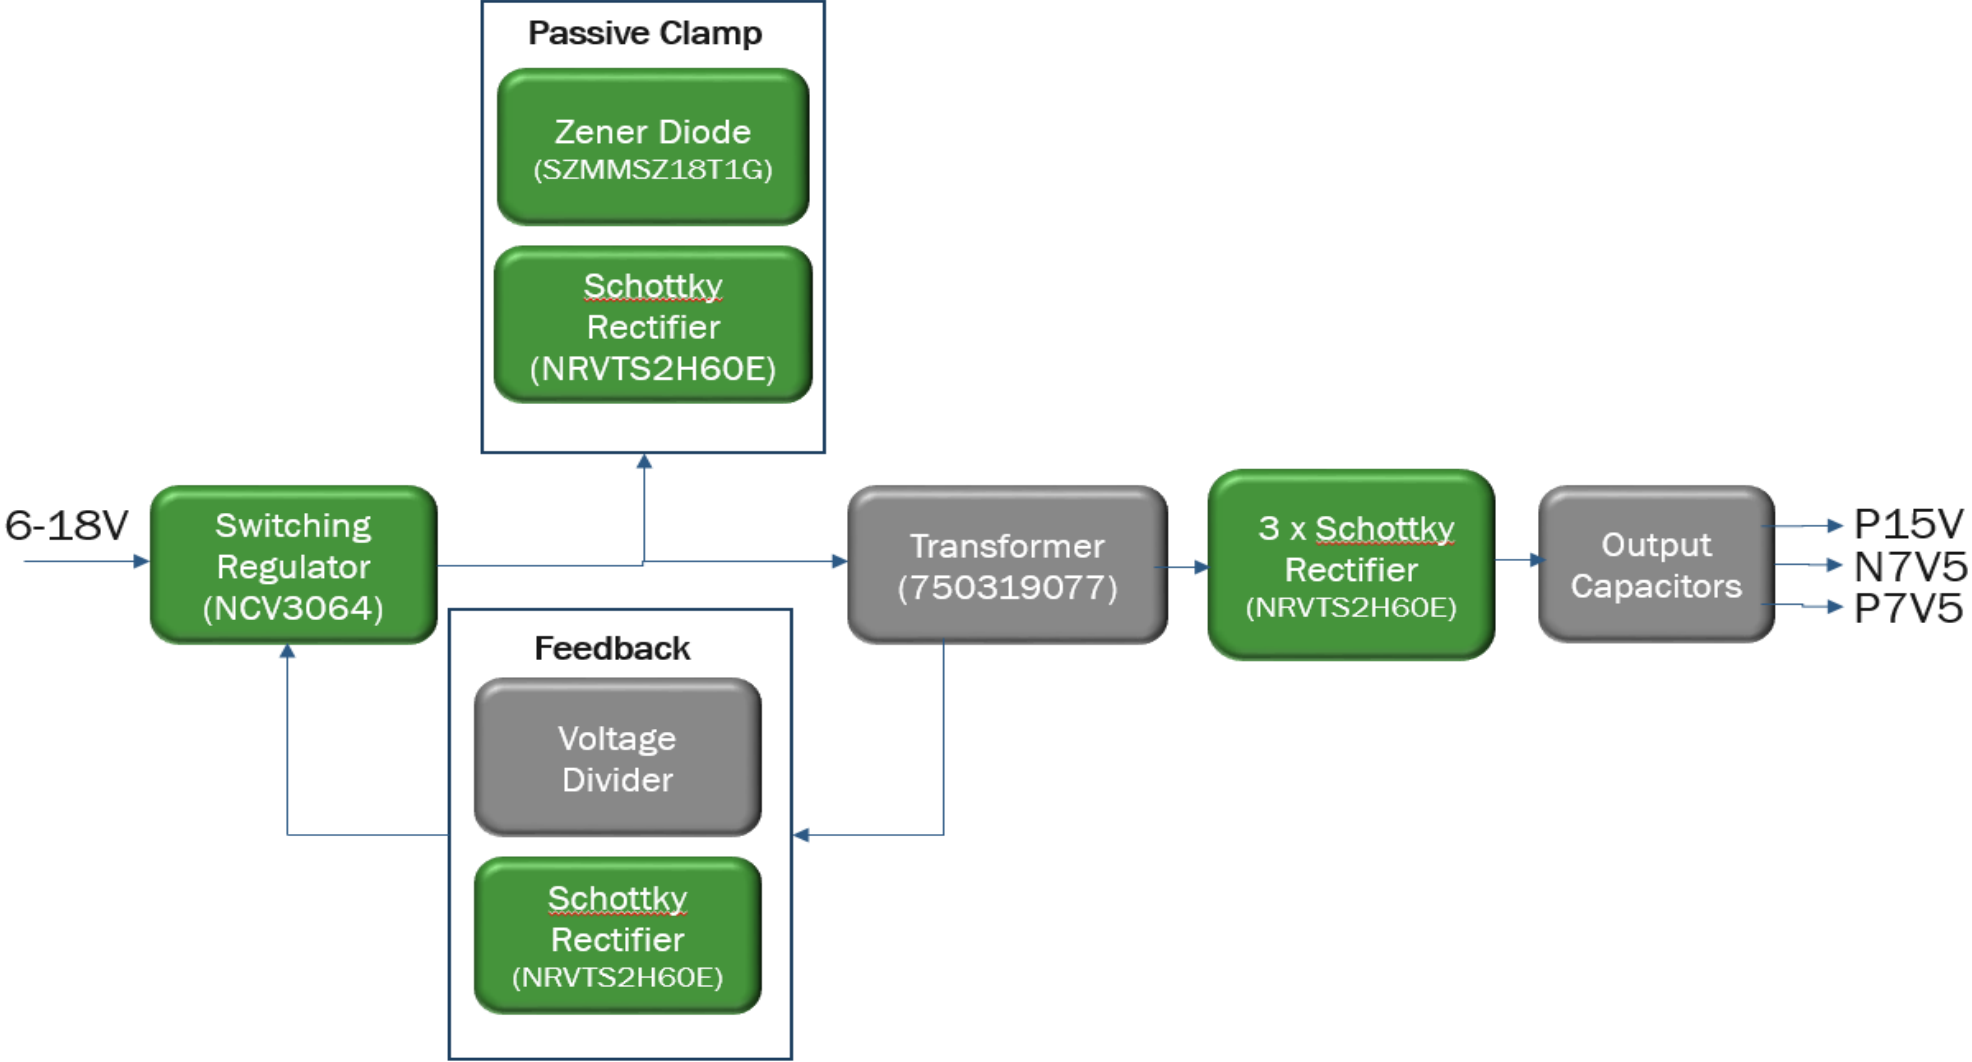 Passive Clamp
Zener Diode
(SZMMSZ18T1G)
Schottky
Rectifier
(NRVTS2H60E)
6-18V
Switching
Regulator
(NCV3064)
Transformer
(750319077)
3 x Schottky
Rectifier
(NRVTS2H60E)
Output
Capacitors
P15V
N7V5
P7V5
Feedback
Voltage
Divider
Schottky
Rectifier
(NRVTS2H60E)